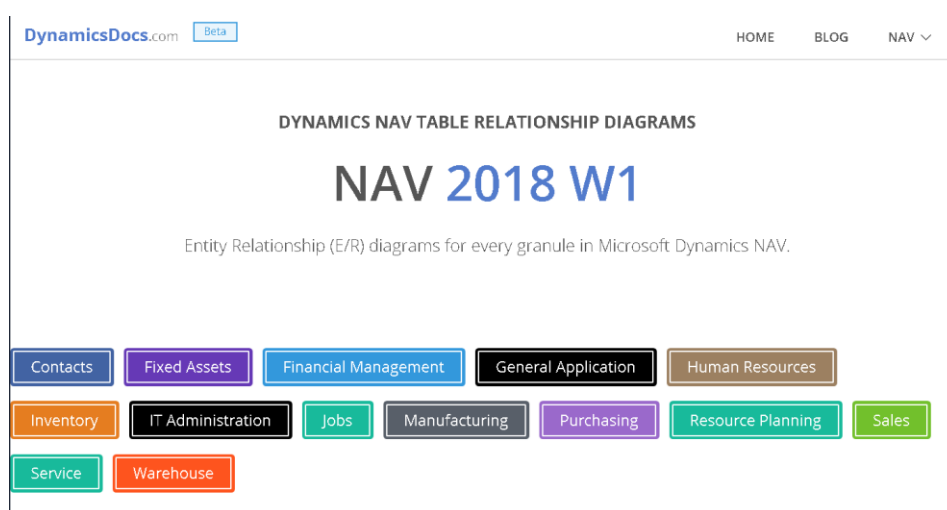 DynamicsDocs.com Beta HOME BLOG NAV
DYNAMICS NAV TABLE RELATIONSHIP DIAGRAMS
NAV 2018 W1
Entity Relationship (E/R) diagrams for every granule in Microsoft Dynamics NAV.
Contacts Fixed Assets Financial Management General Application Human Resources
Inventory IT Administration Jobs Manufacturing Purchasing Resource Planning Sales
Service Warehouse